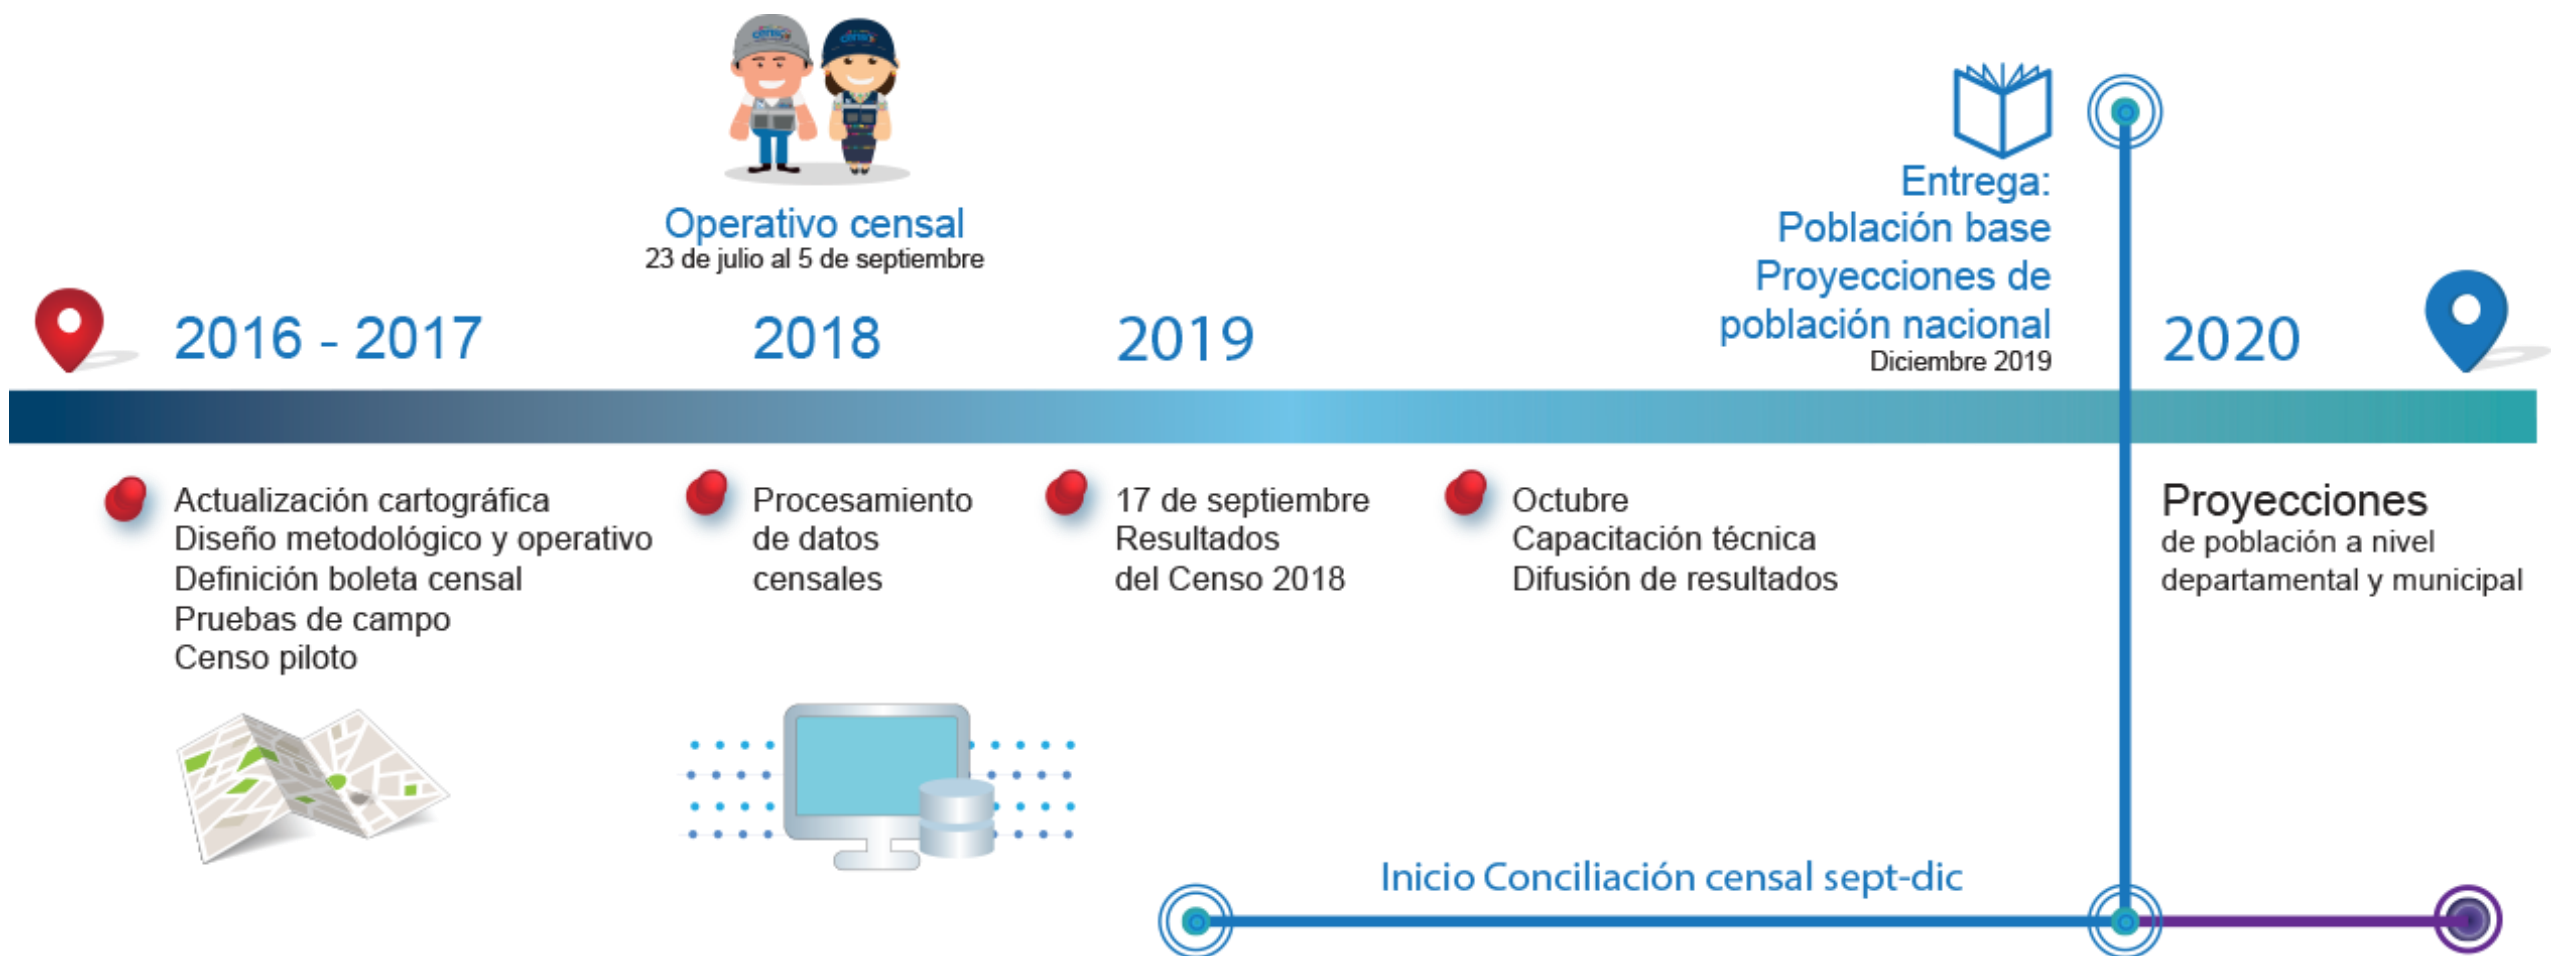 censo
censo
Operativo censal
23 de julio al 5 de septiembre
Entrega:
Población base
Proyecciones de
población nacional
Diciembre 2019
2016 - 2017
2018
2019
2020
Actualización cartográfica
Diseño metodológico y operativo
Definición boleta censal
Pruebas de campo
Censo piloto
Procesamiento
de datos
censales
17 de septiembre
Resultados
del Censo 2018
Octubre
Capacitación técnica
Difusión de resultados
Proyecciones
de población a nivel
departamental y municipal
Inicio Conciliación censal sept-dic